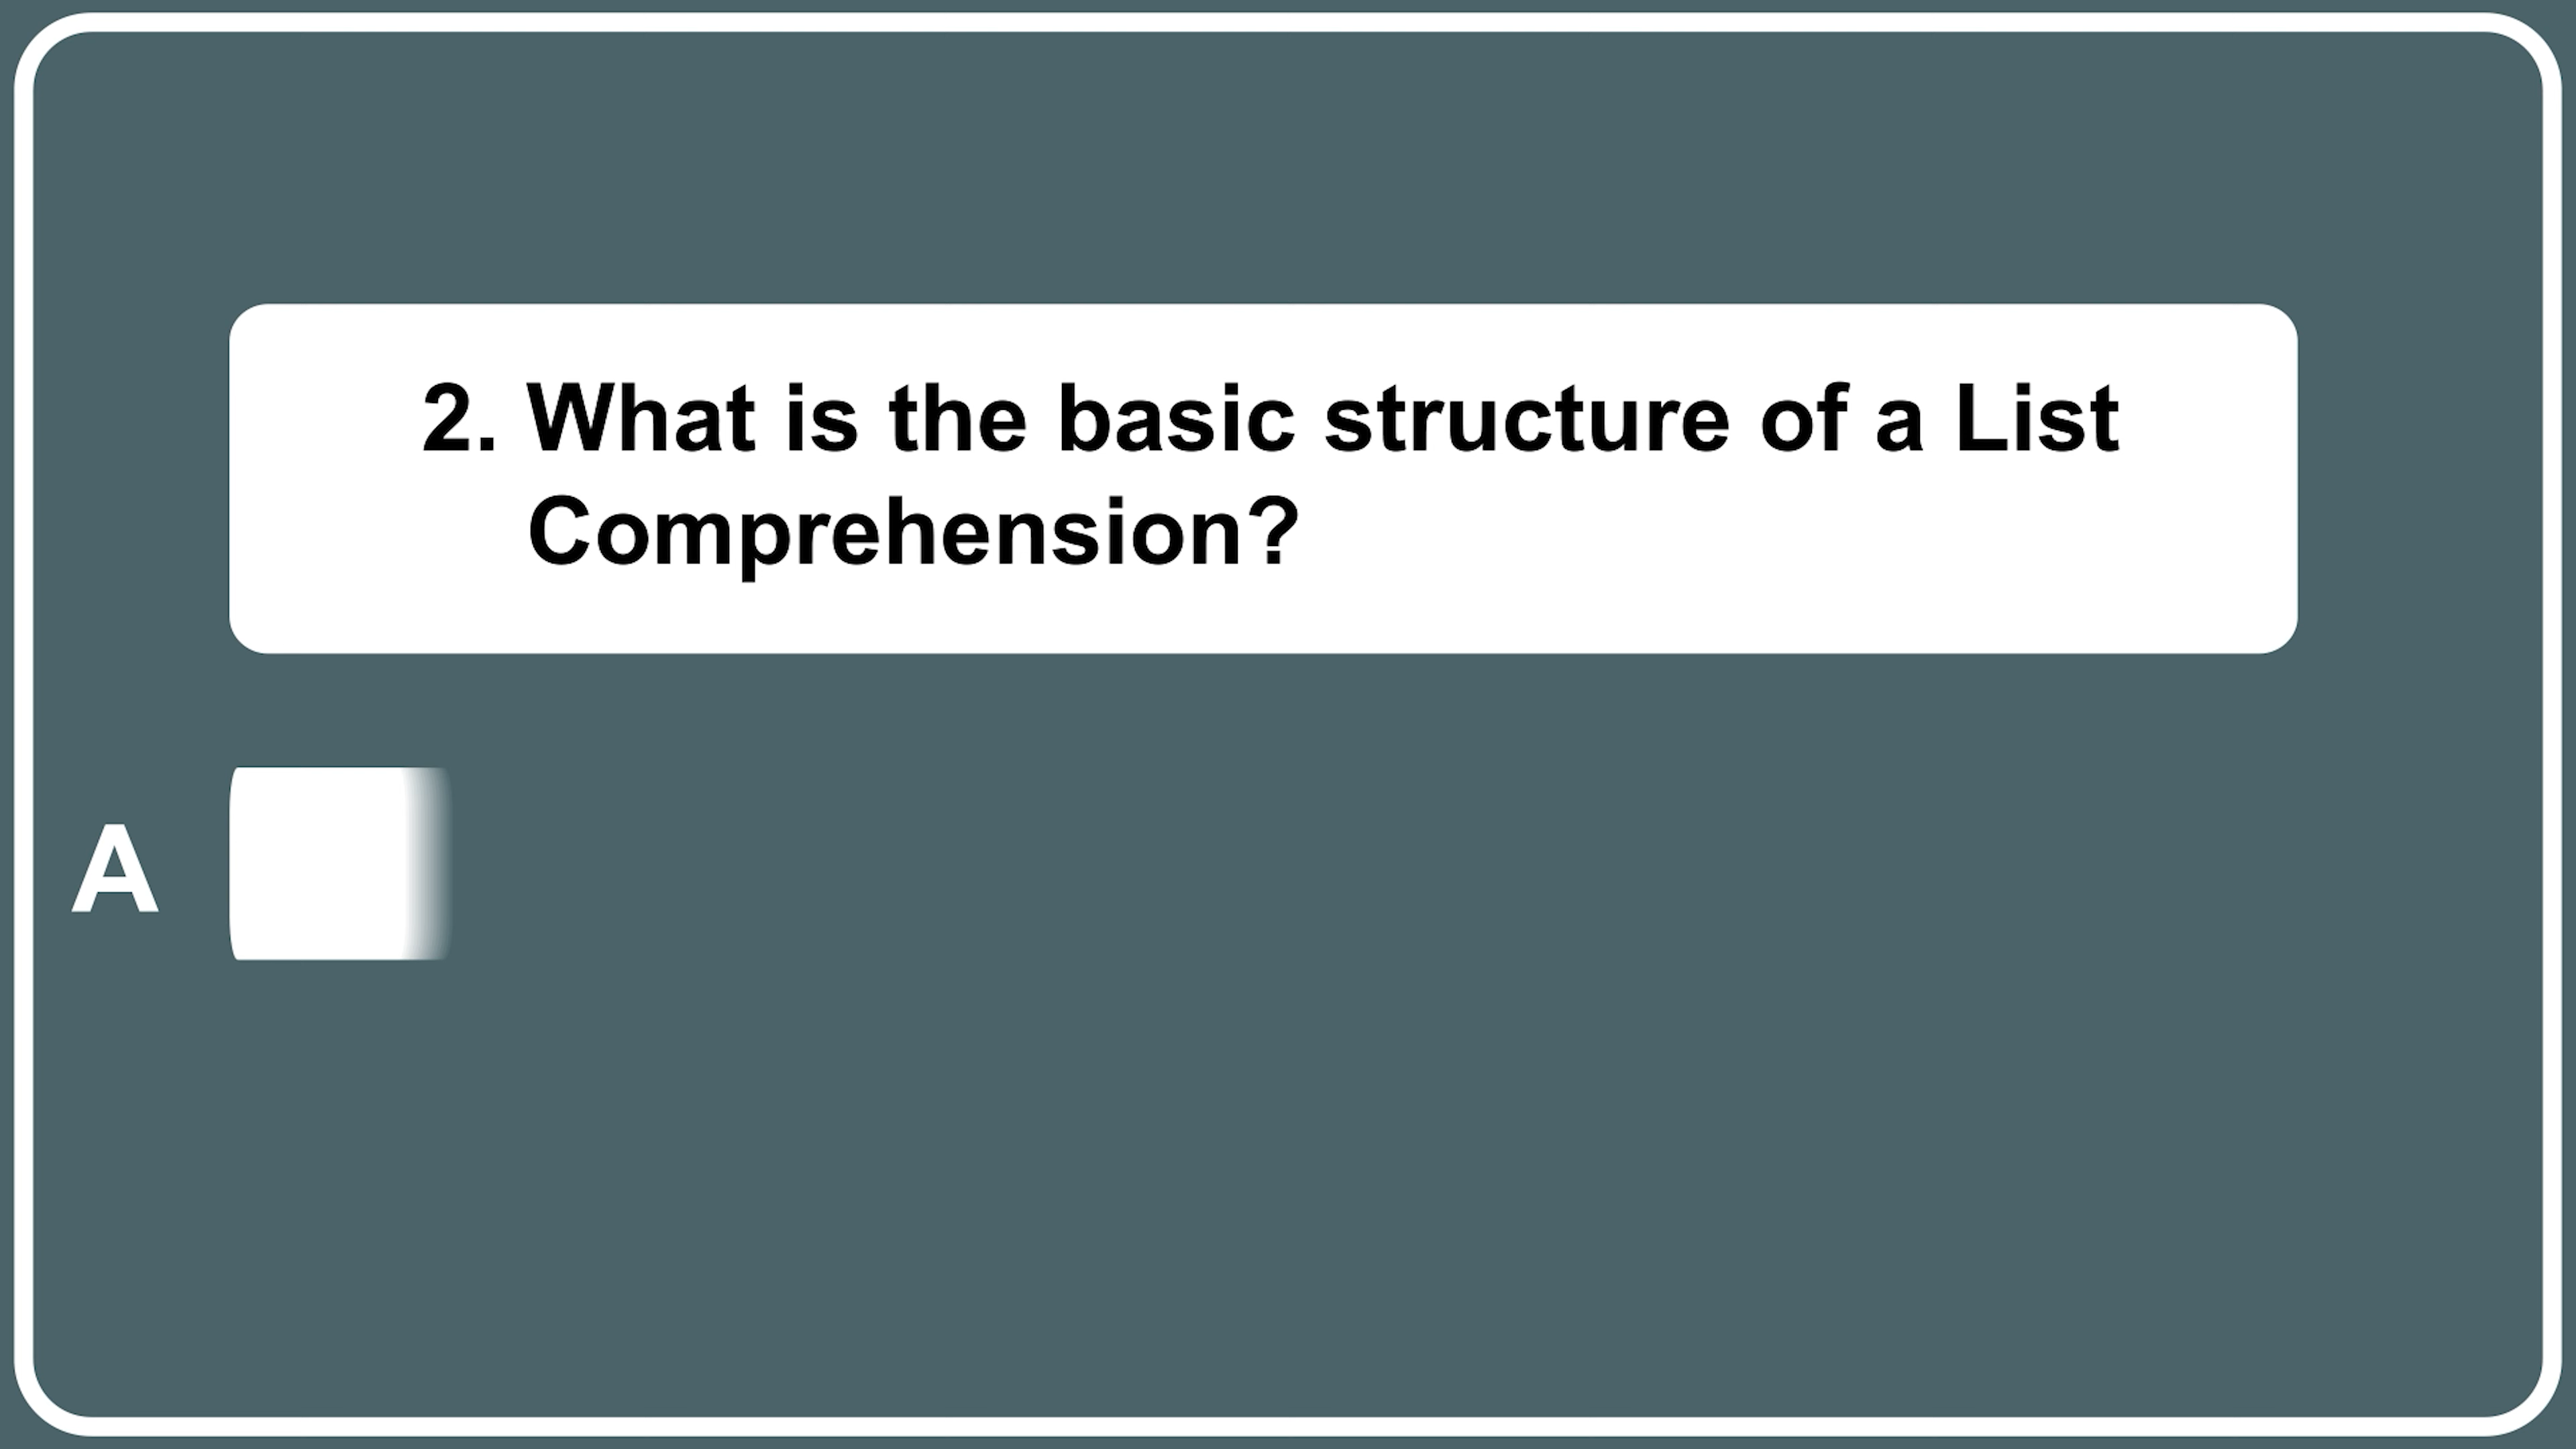 2. What is the basic structure of a List
Comprehension?
A